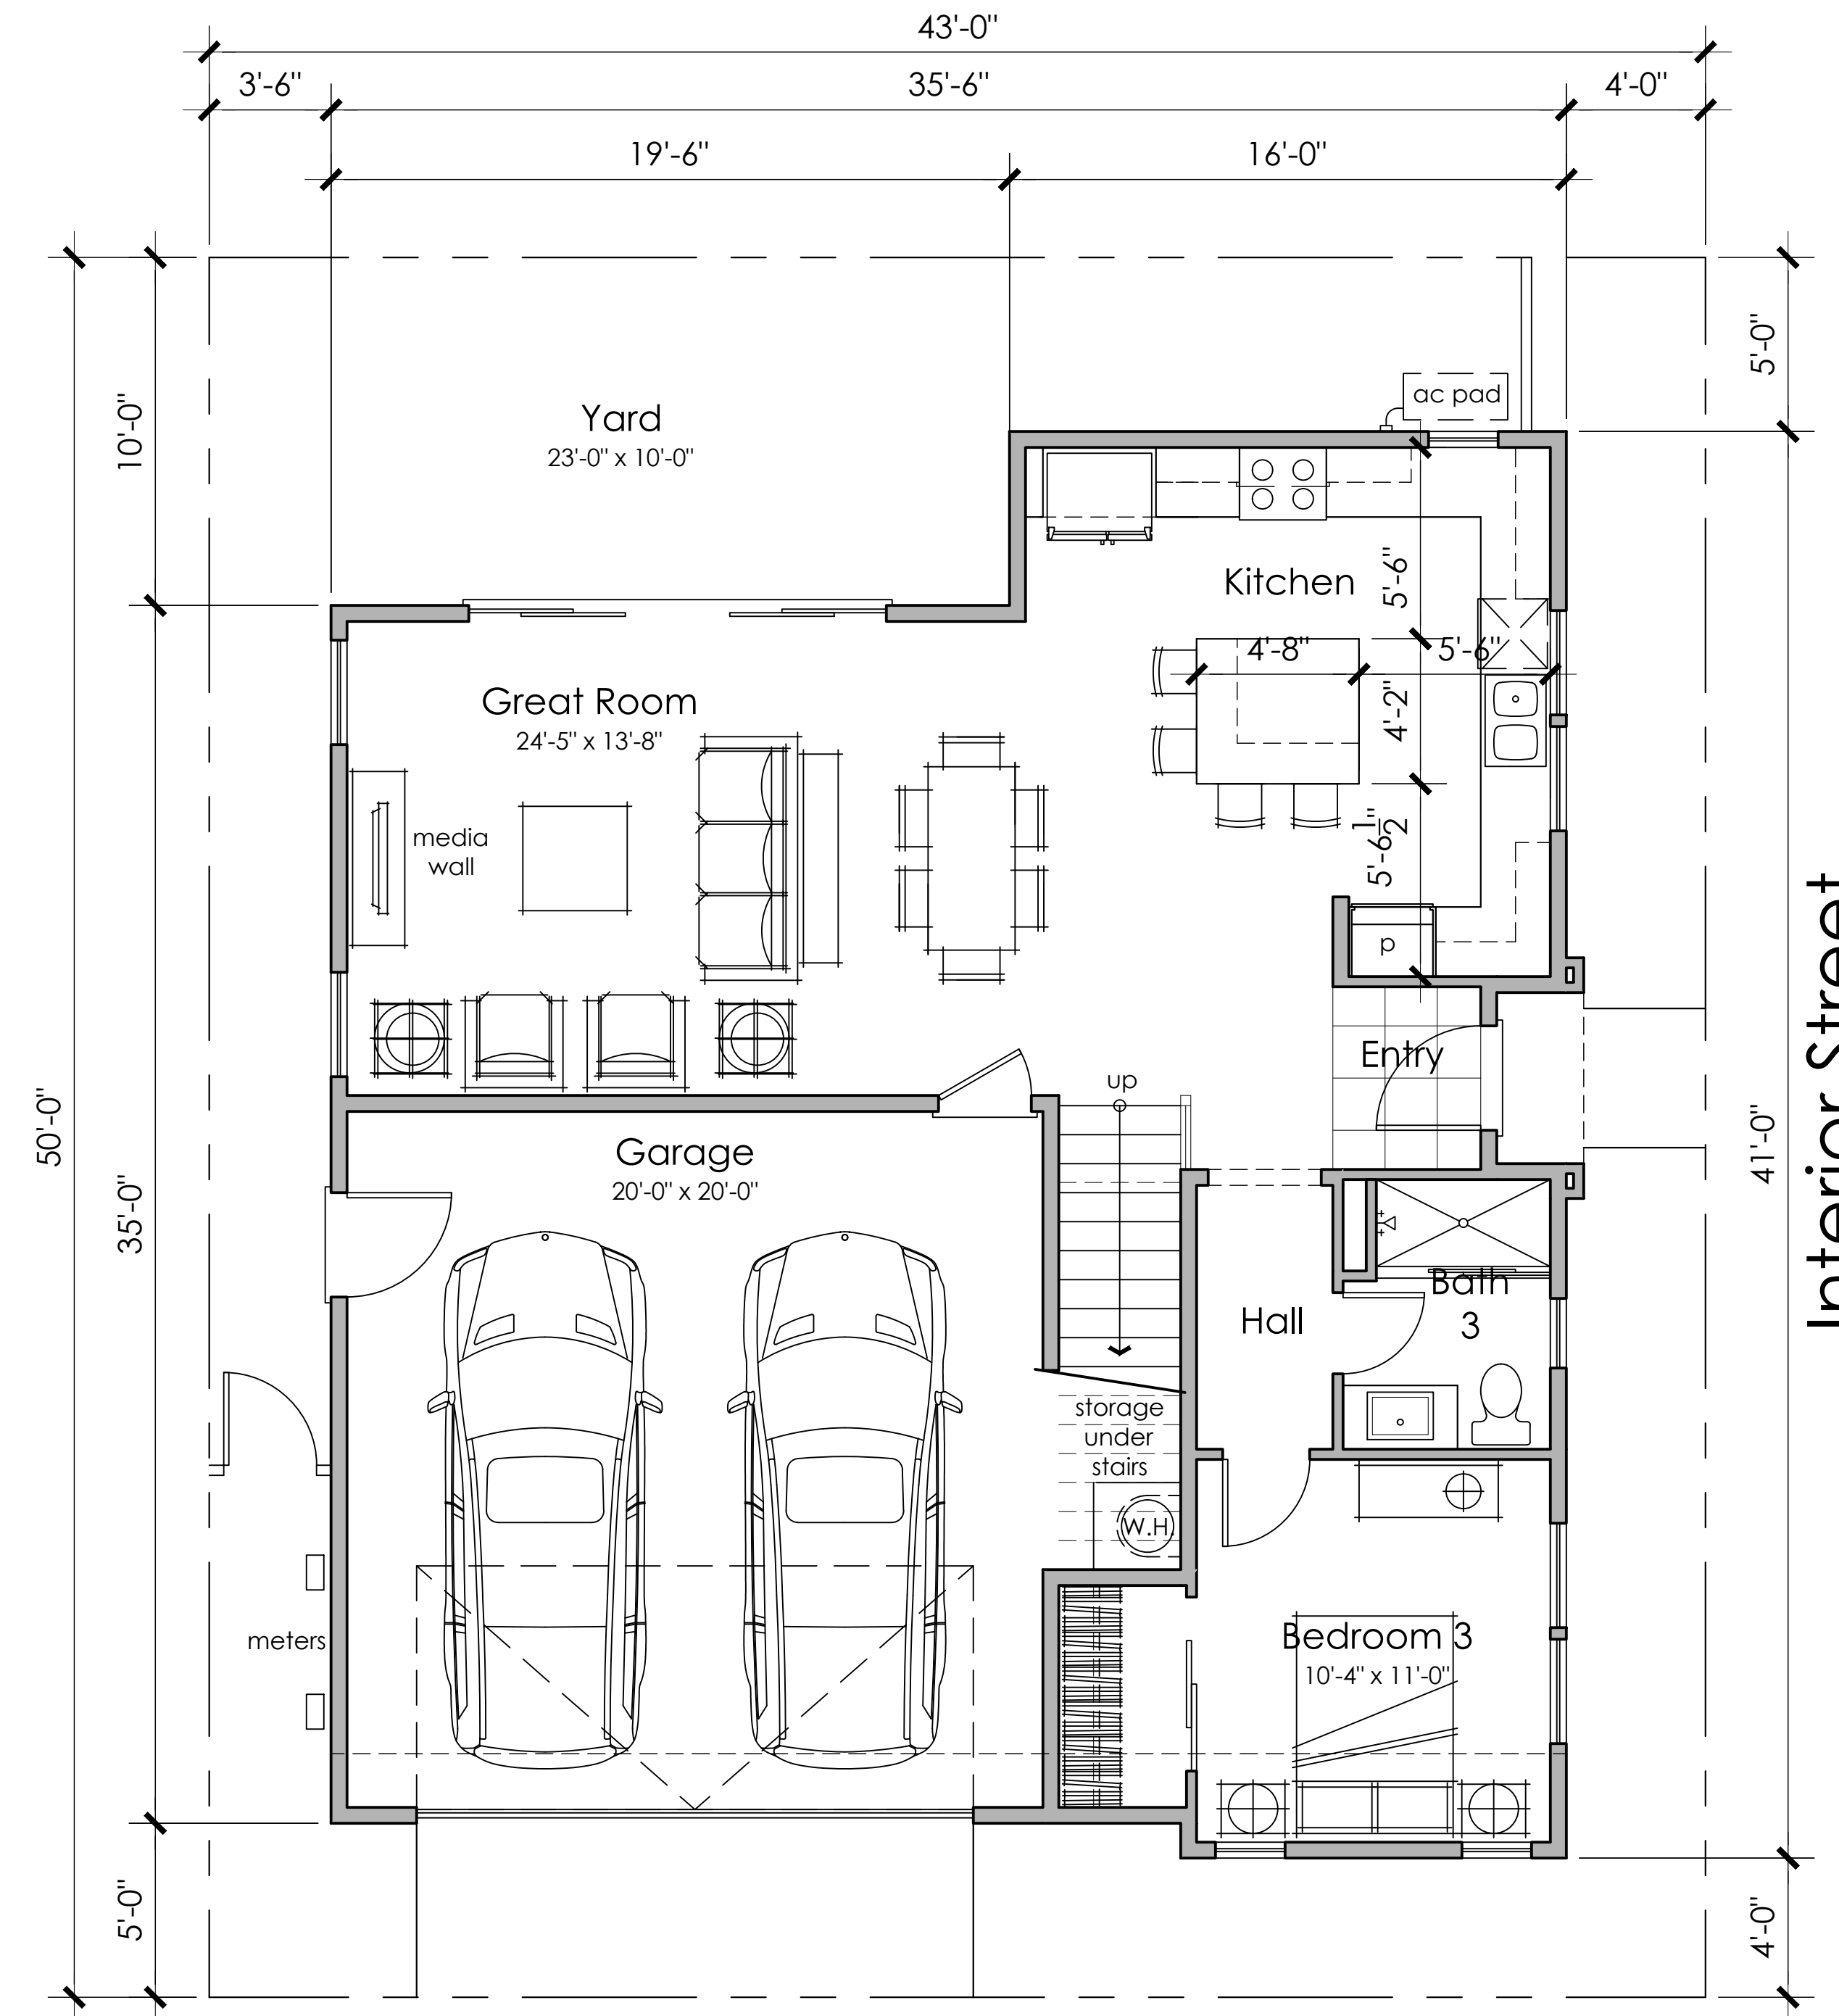 43'-0"
3'-6"
35'-6"
4'-0"
19'-6"
16'-0"
5'-0"
10'-0"
ac pad
Yard
23'-0" x 10'-0"
Kitchen
5'-6"
4'-8"
5'-6"
4'-2"
Great Room
24'-5" x 13'-8"
media
wall
5'-6 1/2"
p
Interior Street
Entry
up
50'-0"
35'-0"
41'-0"
Garage
20'-0" x 20'-0"
Hall
Bath
3
storage
under
stairs
W.H.
meters
Bedroom 3
10'-4" x 11'-0"
5'-0"
4'-0"